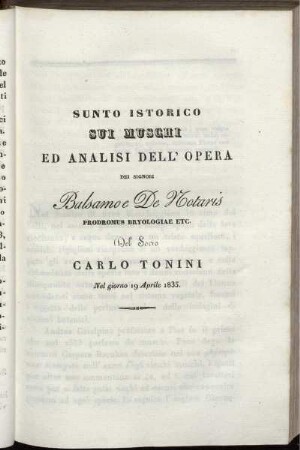 SUNTO ISTORICO
SUI MUSCHI
ED ANALISI DELL'OPERA
DEI SIGNORI
Balsamo e De Notaris
PRODROMUS BRYOLOGIAE ETC.
Del Socio
CARLO TONINI
Nel giorno 19 Aprile 1835.